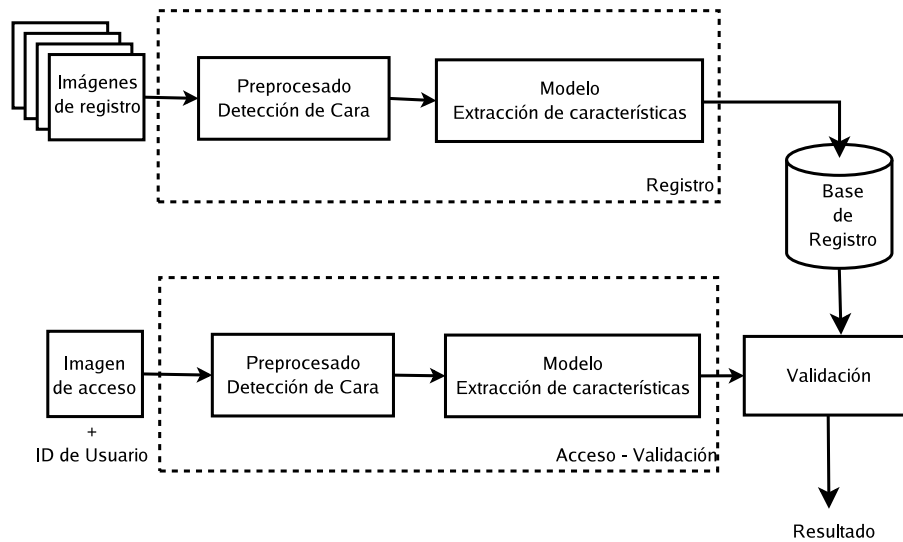 Imágenes
de registro
Preprocesado
Detección de Cara
Modelo
Extracción de características
Registro
Base
de
Registro
Imagen
de acceso
+
ID de Usuario
Preprocesado
Detección de Cara
Modelo
Extracción de características
Acceso - Validación
Validación
Resultado